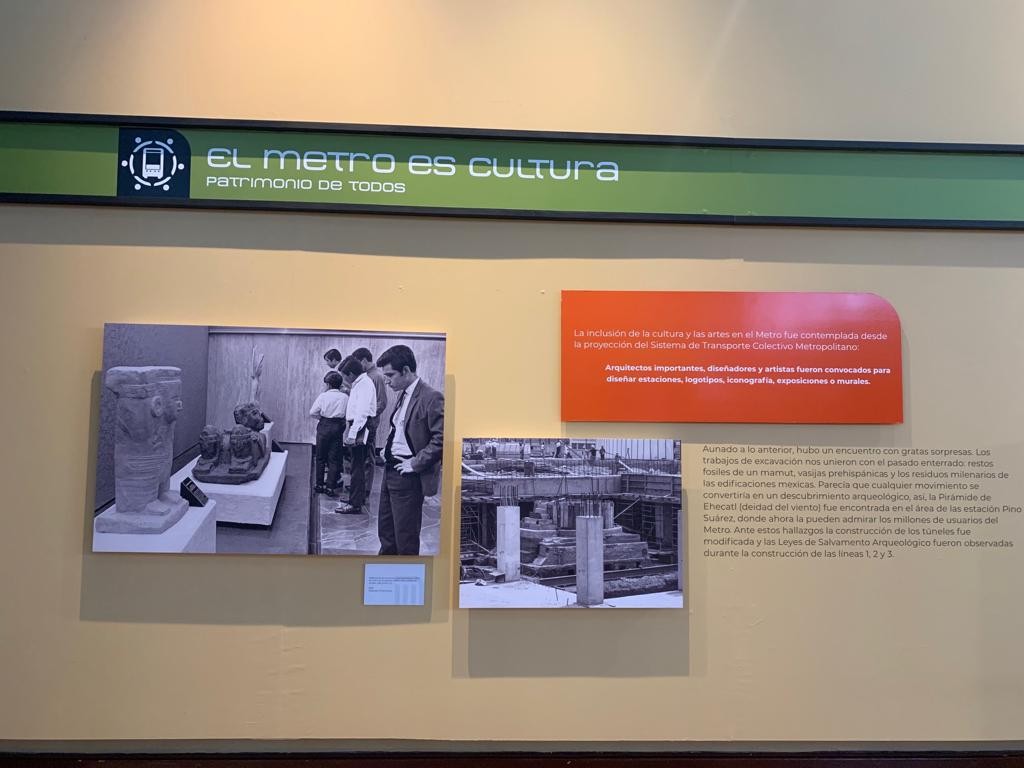 EL metro es cultura
Patrimonio de todos
La inclusión de la cultura y las artes en el Metro fue contemplada desde
la proyección del Sistema de Transporte Colectivo Metropolitano:
Arquitectos importantes, diseñadores y artistas fueron convocados para
diseñar estaciones, logotipos, iconografía, exposiciones o murales.
Aunado a lo anterior, hubo un encuentro con gratas sorpresas. Los
trabajos de excavación nos unieron con el pasado enterrado: restos
fosiles de un mamut, vasijas prehispánicas y los residuos milenarios de
las edificaciones mexicas. Parecía que cualquier movimiento se
convertiría en un descubrimiento arqueológico, así, la Pirámide de
Ehecatl (deidad del viento) fue encontrada en el área de las estación Pino
Suárez, donde ahora la pueden admirar los millones de usuarios del
Metro. Ante estos hallazgos la construcción de los túneles fue
modificada y las Leyes de Salvamento Arqueológico fueron observadas
durante la construcción de las líneas 1, 2 y 3.